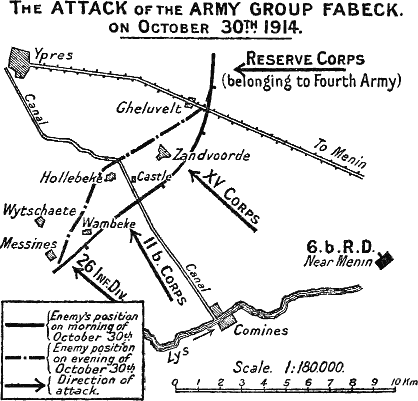 THE ATTACK OF THE ARMY GROUP FABECK.
ON OCTOBER 30TH 1914.
Ypres
RESERVE CORPS
(belonging to Fourth Army)
Canal
Gheluvelt
To Menin
Zandvoorde
Hollebeke
Castle
XV CORPS
Wytschaete
Wambeke
Messines
II b. CORPS
26 INF. DIV.
Canal
6.b.R.D.
Near Menin
Lys
Comines
Enemy's position
on morning of
October 30th
Enemy position
on evening of
October 30th
Direction of
attack.
Scale. 1:180.000.
0 1 2 3 4 5 6 7 8 9 10 Km